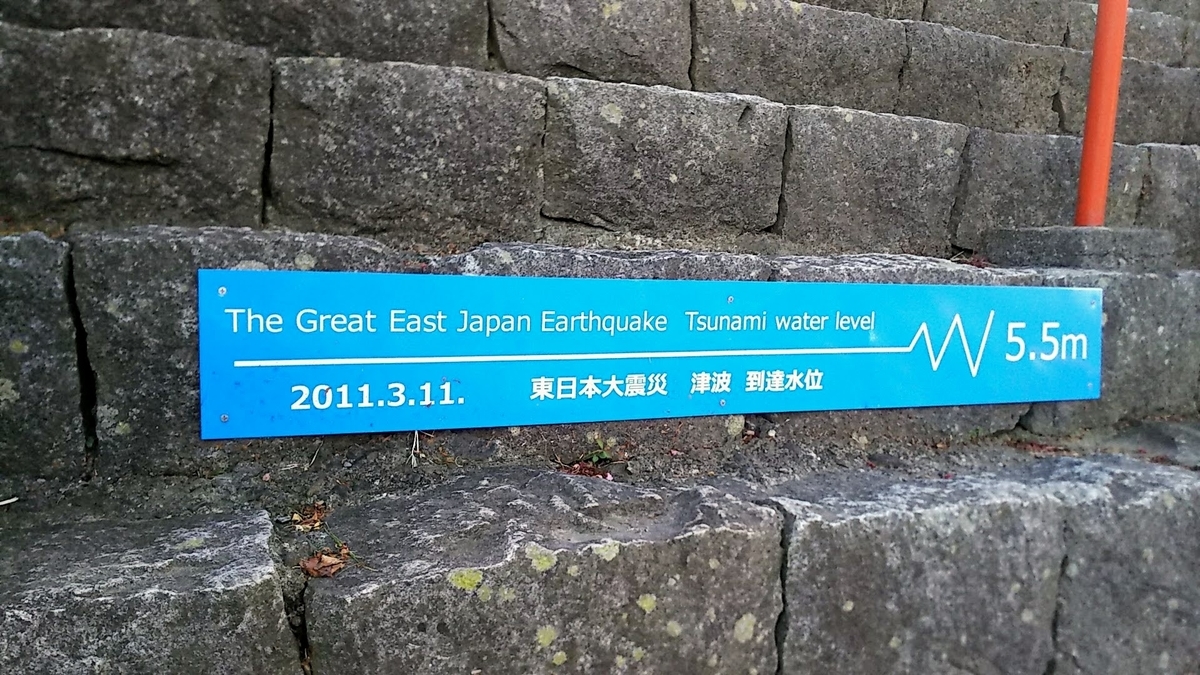 The Great East Japan Earthquake Tsunami water level 5.5m
2011.3.11. 東日本大震災 津波 到達水位